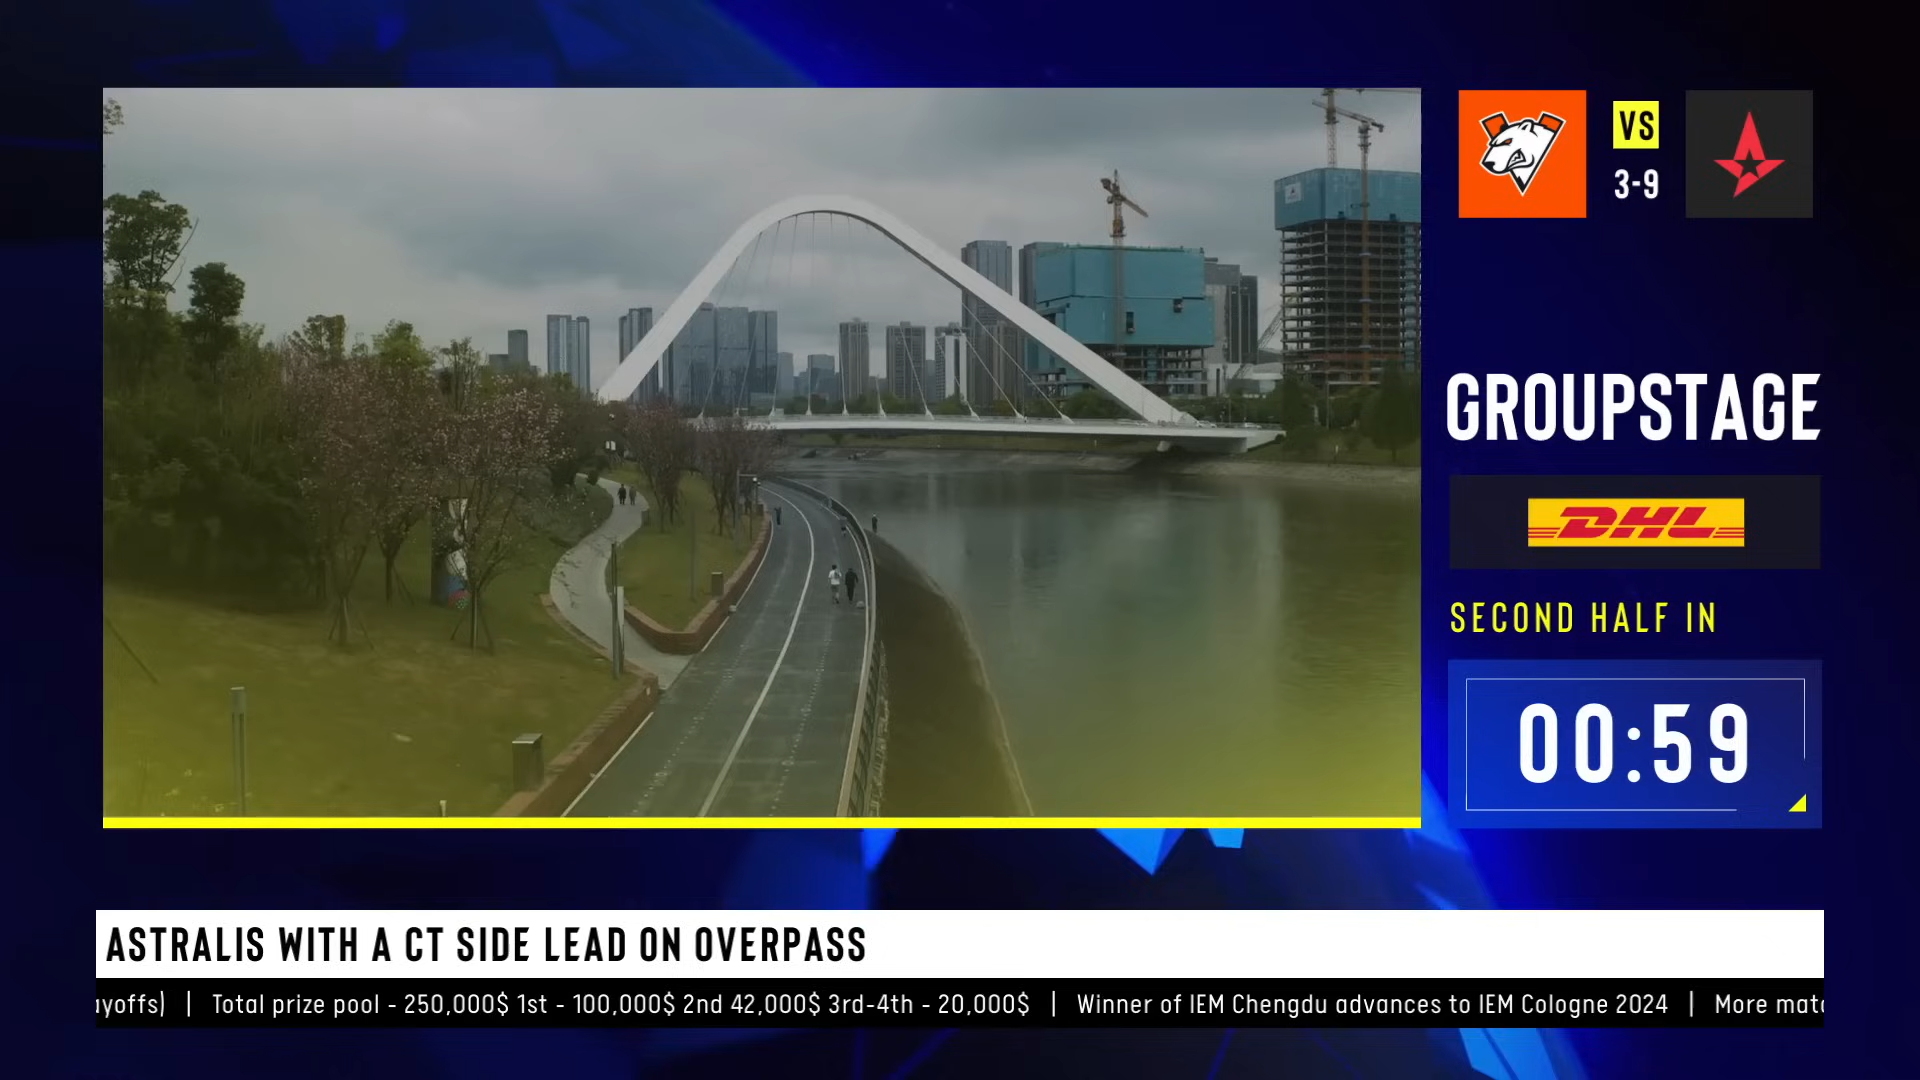 VS
3-9
GROUPSTAGE
DHL
SECOND HALF IN
00:59
ASTRALIS WITH A CT SIDE LEAD ON OVERPASS
ayoffs) | Total prize pool - 250,000$ 1st - 100,000$ 2nd 42,000$ 3rd-4th - 20,000$ | Winner of IEM Chengdu advances to IEM Cologne 2024 | More matc